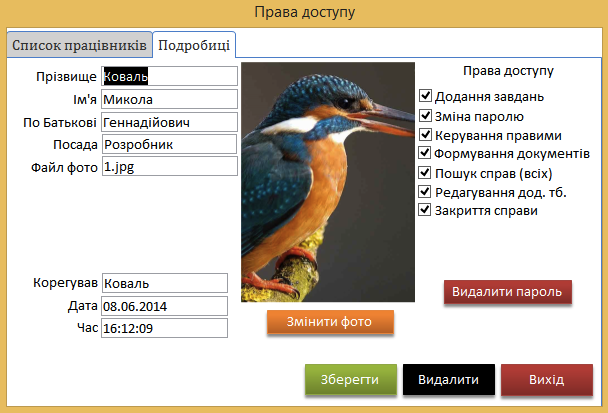 Права доступу
Список працівників
Подробиці
Прізвище Коваль
Ім'я Микола
По Батькові Геннадійович
Посада Розробник
Файл фото 1.jpg
Права доступу
Додання завдань
Зміна паролю
Керування правими
Формування документів
Пошук справ (всіх)
Редагування дод. тб.
Закриття справи
Корегував Коваль
Дата 08.06.2014
Час 16:12:09
Видалити пароль
Змінити фото
Зберегти
Видалити
Вихід